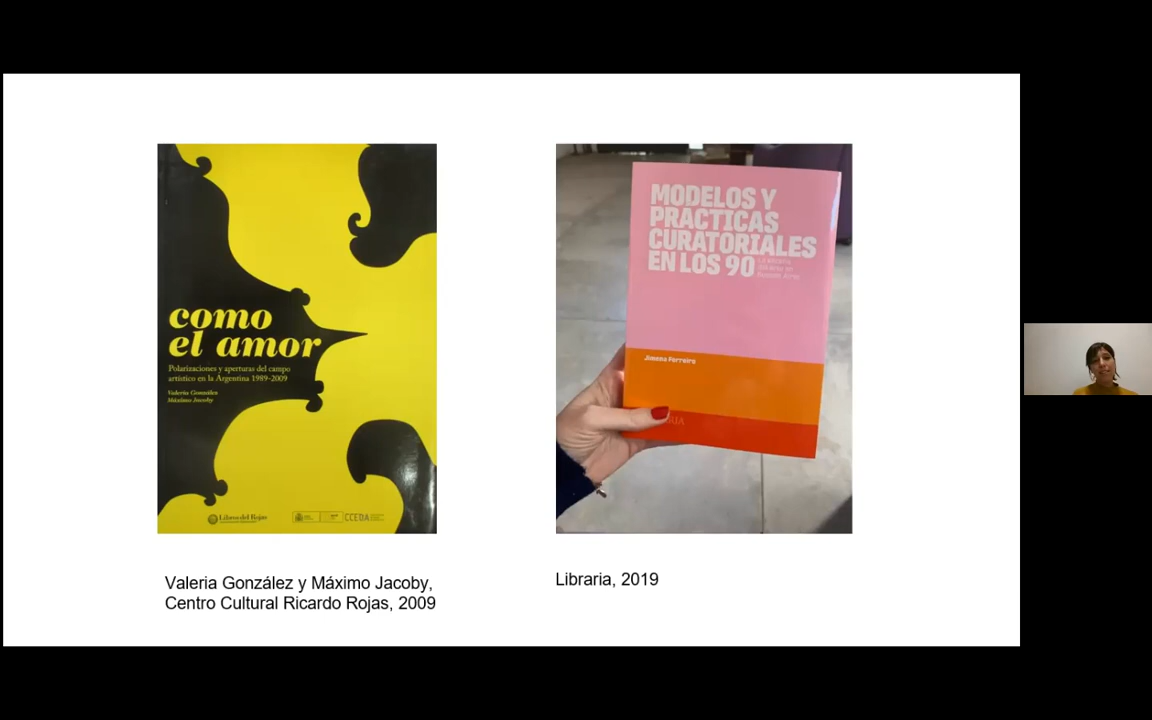 como
el amor
Polarizaciones y aperturas del campo
artístico en la Argentina 1989-2009
Valeria González
Máximo Jacoby
Libros del Rojas
CCEBA
MODELOS Y
PRÁCTICAS
CURATORIALES
EN LOS 90
Jimena Ferreiro
Valeria González y Máximo Jacoby,
Centro Cultural Ricardo Rojas, 2009
Libraria, 2019